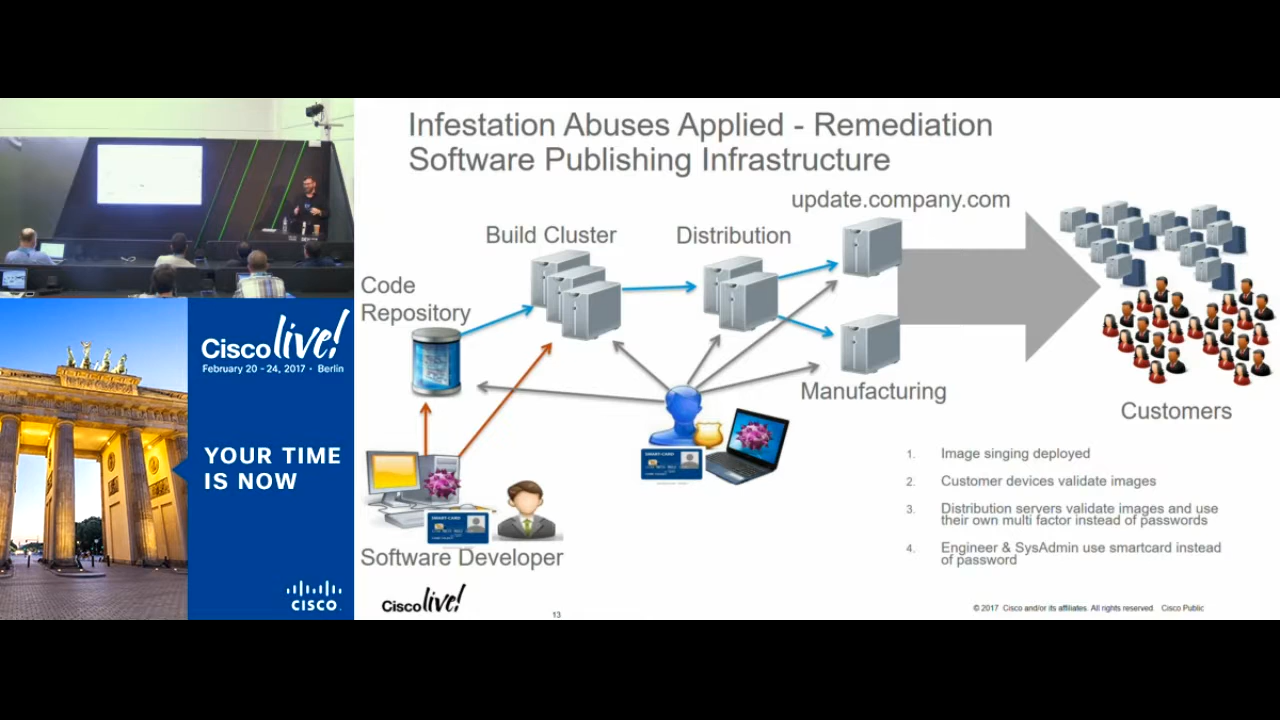 Infestation Abuses Applied - Remediation
Software Publishing Infrastructure
update.company.com
Build Cluster
Distribution
Code
Repository
Manufacturing
Customers
SMART-CARD
SMART-CARD
Software Developer
1. Image singing deployed
2. Customer devices validate images
3. Distribution servers validate images and use
their own multi factor instead of passwords
4. Engineer & SysAdmin use smartcard instead
of password
Cisco live!
13
© 2017 Cisco and/or its affiliates. All rights reserved. Cisco Public
Cisco live!
February 20 - 24, 2017 · Berlin
YOUR TIME
IS NOW
CISCO